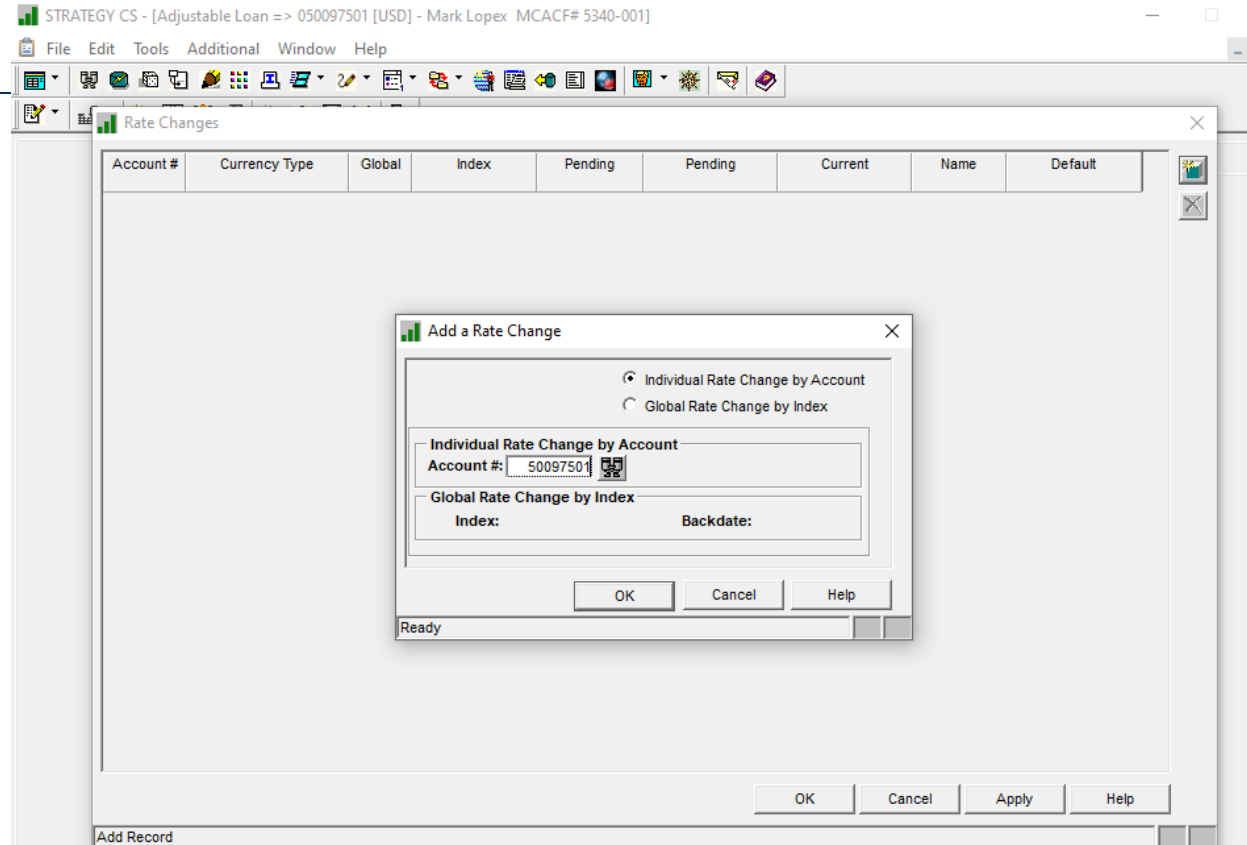 STRATEGY CS - [Adjustable Loan => 050097501 [USD] - Mark Lopex MCACF# 5340-001]
File Edit Tools Additional Window Help
Rate Changes
Account # Currency Type Global Index Pending Pending Current Name Default
Add a Rate Change
Individual Rate Change by Account
Global Rate Change by Index
Individual Rate Change by Account
Account #: 50097501
Global Rate Change by Index
Index: Backdate:
OK Cancel Help
Ready
OK Cancel Apply Help
Add Record